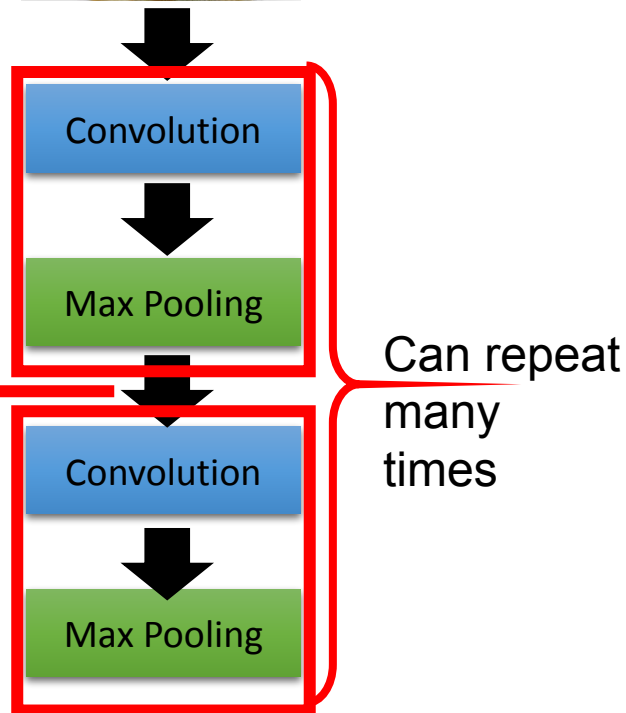 Convolution
Max Pooling
Can repeat
many
times
Convolution
Max Pooling